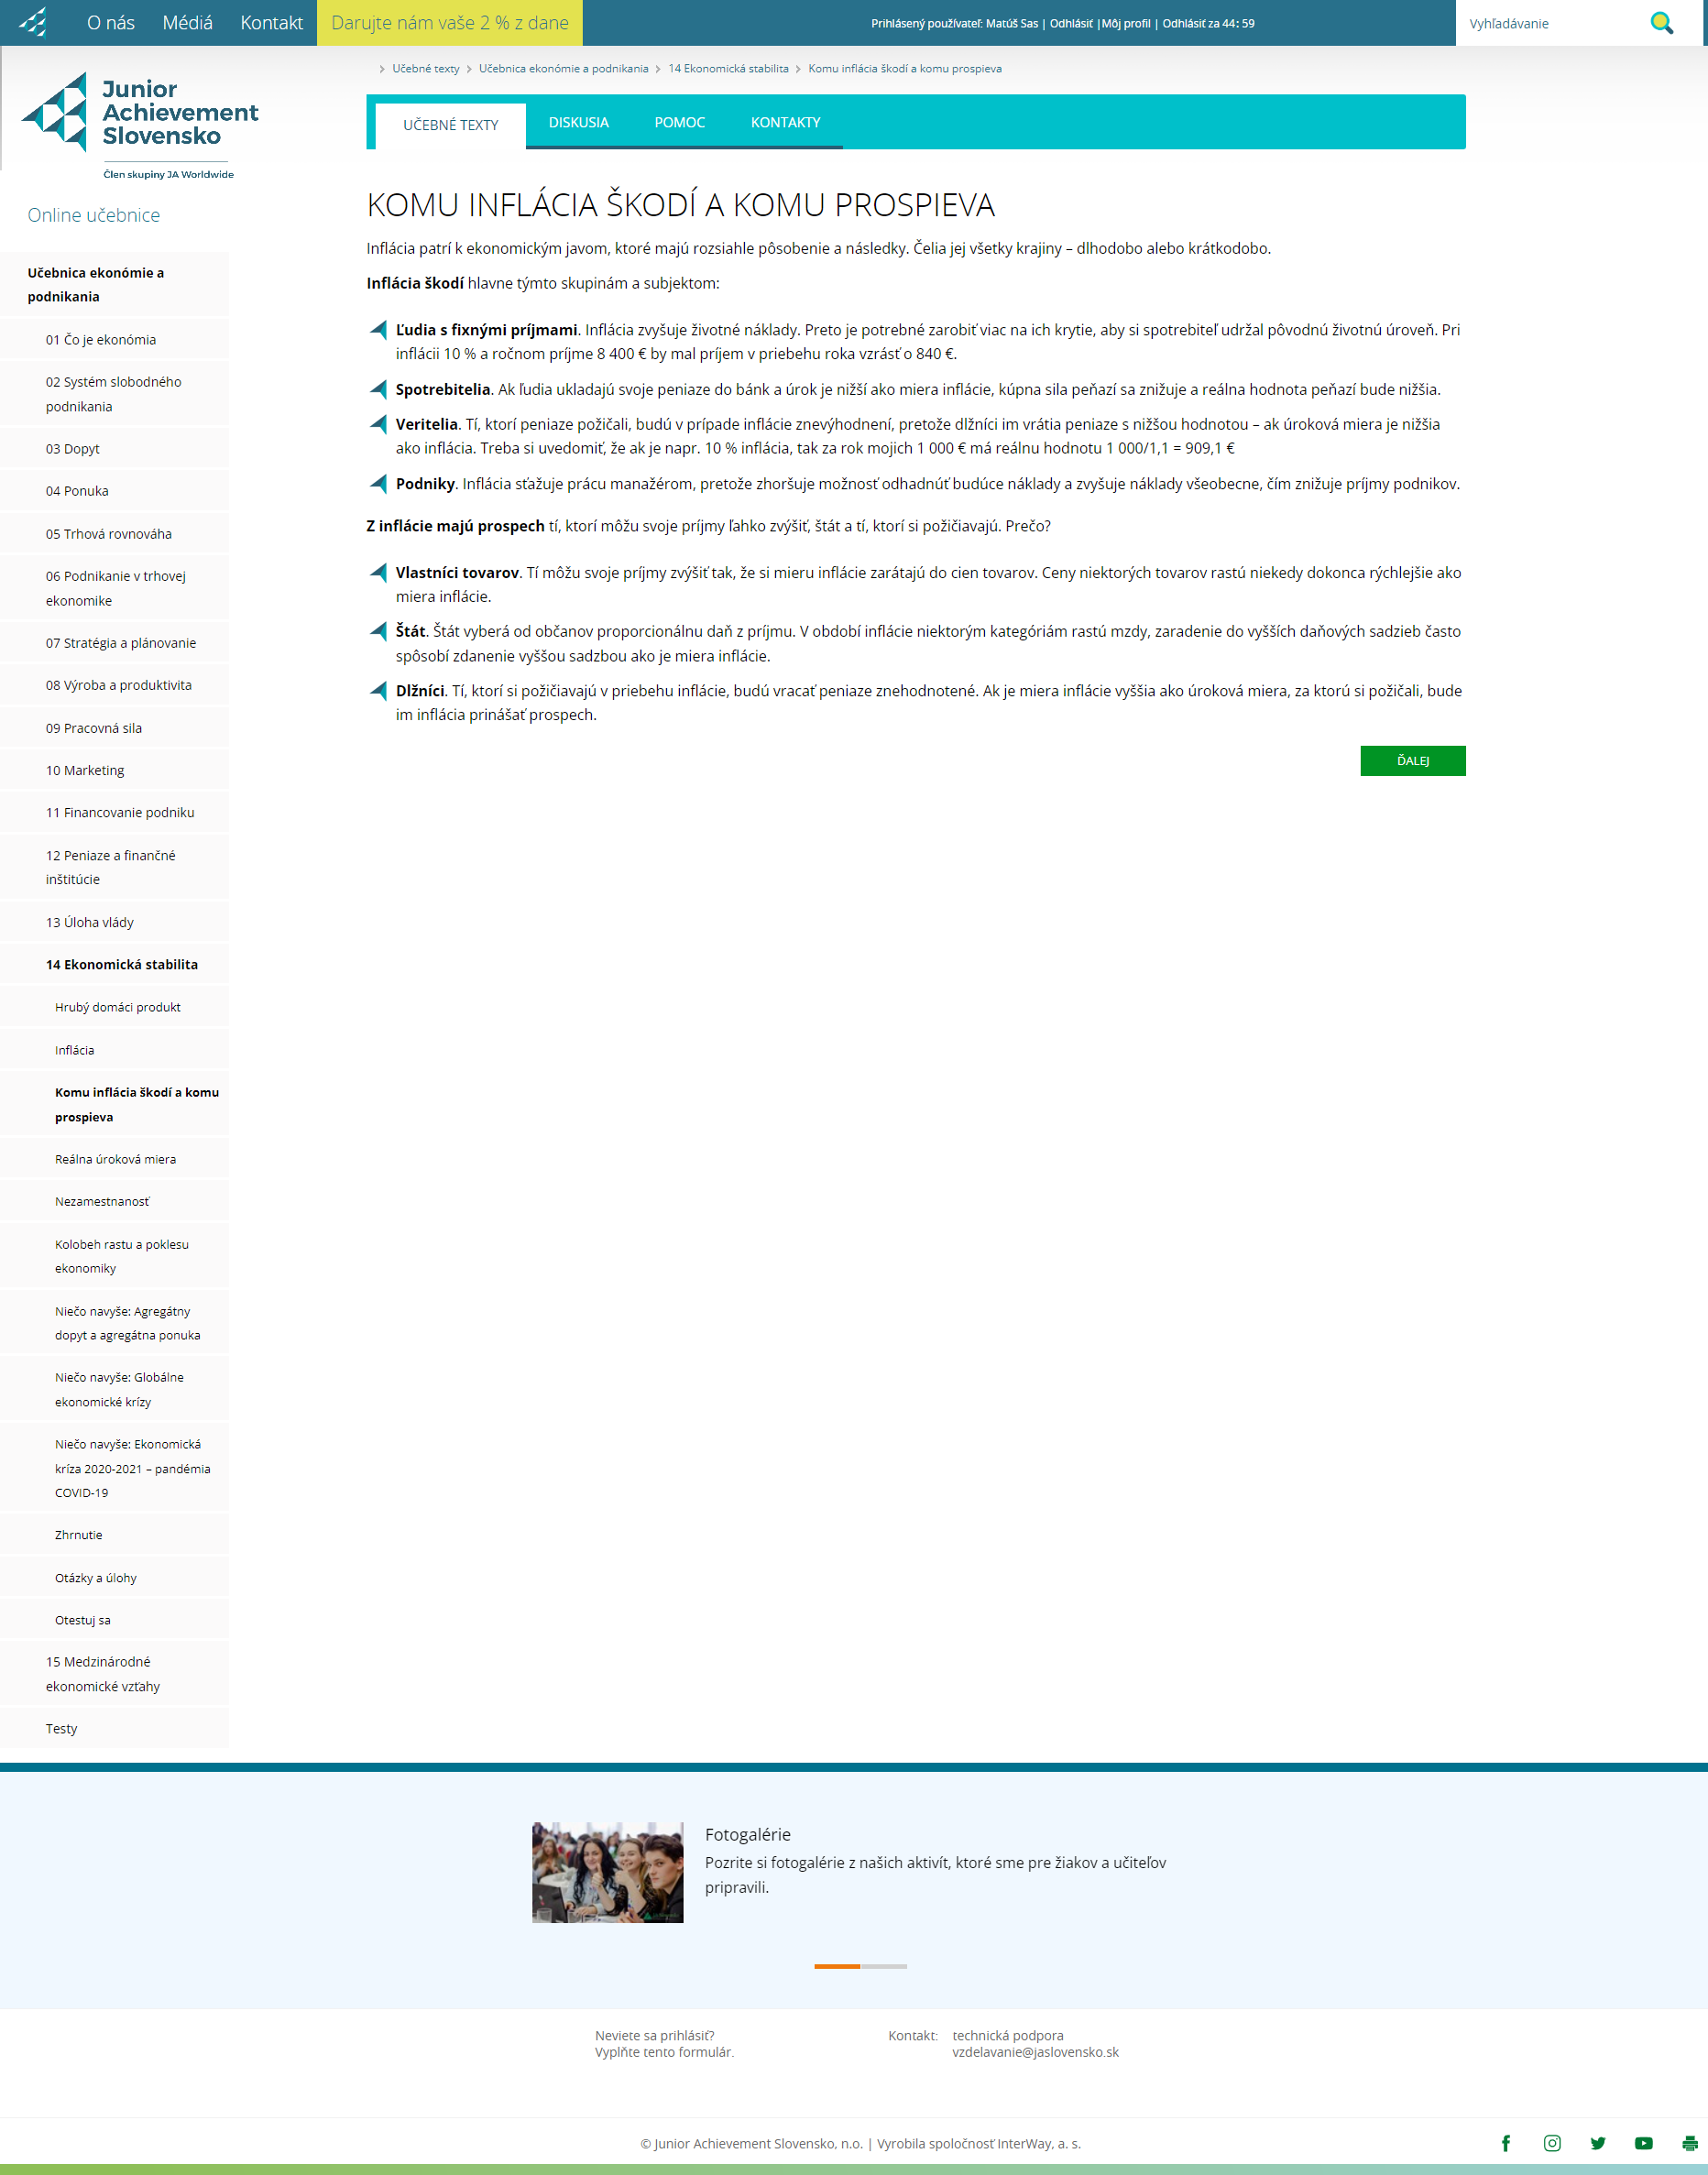 O nás Médiá Kontakt Darujte nám vaše 2 % z dane Prihlásený používateľ: Matúš Sas | Odhlásiť |Môj profil | Odhlásiť za 44: 59 Vyhľadávanie
Učebné texty Učebnica ekonómie a podnikania 14 Ekonomická stabilita Komu inflácia škodí a komu prospieva
Junior
Achievement
Slovensko
Člen skupiny JA Worldwide
UČEBNÉ TEXTY DISKUSIA POMOC KONTAKTY
Online učebnice
Učebnica ekonómie a
podnikania
01 Čo je ekonómia
02 Systém slobodného
podnikania
03 Dopyt
04 Ponuka
05 Trhová rovnováha
06 Podnikanie v trhovej
ekonomike
07 Stratégia a plánovanie
08 Výroba a produktivita
09 Pracovná sila
10 Marketing
11 Financovanie podniku
12 Peniaze a finančné
inštitúcie
13 Úloha vlády
14 Ekonomická stabilita
Hrubý domáci produkt
Inflácia
Komu inflácia škodí a komu
prospieva
Reálna úroková miera
Nezamestnanosť
Kolobeh rastu a poklesu
ekonomiky
Niečo navyše: Agregátny
dopyt a agregátna ponuka
Niečo navyše: Globálne
ekonomické krízy
Niečo navyše: Ekonomická
kríza 2020-2021 – pandémia
COVID-19
Zhrnutie
Otázky a úlohy
Otestuj sa
15 Medzinárodné
ekonomické vzťahy
Testy
KOMU INFLÁCIA ŠKODÍ A KOMU PROSPIEVA
Inflácia patrí k ekonomickým javom, ktoré majú rozsiahle pôsobenie a následky. Čelia jej všetky krajiny – dlhodobo alebo krátkodobo.
Inflácia škodí hlavne týmto skupinám a subjektom:
Ľudia s fixnými príjmami. Inflácia zvyšuje životné náklady. Preto je potrebné zarobiť viac na ich krytie, aby si spotrebiteľ udržal pôvodnú životnú úroveň. Pri
inflácii 10 % a ročnom príjme 8 400 € by mal príjem v priebehu roka vzrásť o 840 €.
Spotrebitelia. Ak ľudia ukladajú svoje peniaze do bánk a úrok je nižší ako miera inflácie, kúpna sila peňazí sa znižuje a reálna hodnota peňazí bude nižšia.
Veritelia. Tí, ktorí peniaze požičali, budú v prípade inflácie znevýhodnení, pretože dlžníci im vrátia peniaze s nižšou hodnotou – ak úroková miera je nižšia
ako inflácia. Treba si uvedomiť, že ak je napr. 10 % inflácia, tak za rok mojich 1 000 € má reálnu hodnotu 1 000/1,1 = 909,1 €
Podniky. Inflácia sťažuje prácu manažérom, pretože zhoršuje možnosť odhadnúť budúce náklady a zvyšuje náklady všeobecne, čím znižuje príjmy podnikov.
Z inflácie majú prospech tí, ktorí môžu svoje príjmy ľahko zvýšiť, štát a tí, ktorí si požičiavajú. Prečo?
Vlastníci tovarov. Tí môžu svoje príjmy zvýšiť tak, že si mieru inflácie zarátajú do cien tovarov. Ceny niektorých tovarov rastú niekedy dokonca rýchlejšie ako
miera inflácie.
Štát. Štát vyberá od občanov proporcionálnu daň z príjmu. V období inflácie niektorým kategóriám rastú mzdy, zaradenie do vyšších daňových sadzieb často
spôsobí zdanenie vyššou sadzbou ako je miera inflácie.
Dlžníci. Tí, ktorí si požičiavajú v priebehu inflácie, budú vracať peniaze znehodnotené. Ak je miera inflácie vyššia ako úroková miera, za ktorú si požičali, bude
im inflácia prinášať prospech.
ĎALEJ
Fotogalérie
Pozrite si fotogalérie z našich aktivít, ktoré sme pre žiakov a učiteľov
pripravili.
Neviete sa prihlásiť?
Vyplňte tento formulár.
Kontakt: technická podpora
vzdelavanie@jaslovensko.sk
© Junior Achievement Slovensko, n.o. | Vyrobila spoločnosť InterWay, a. s.